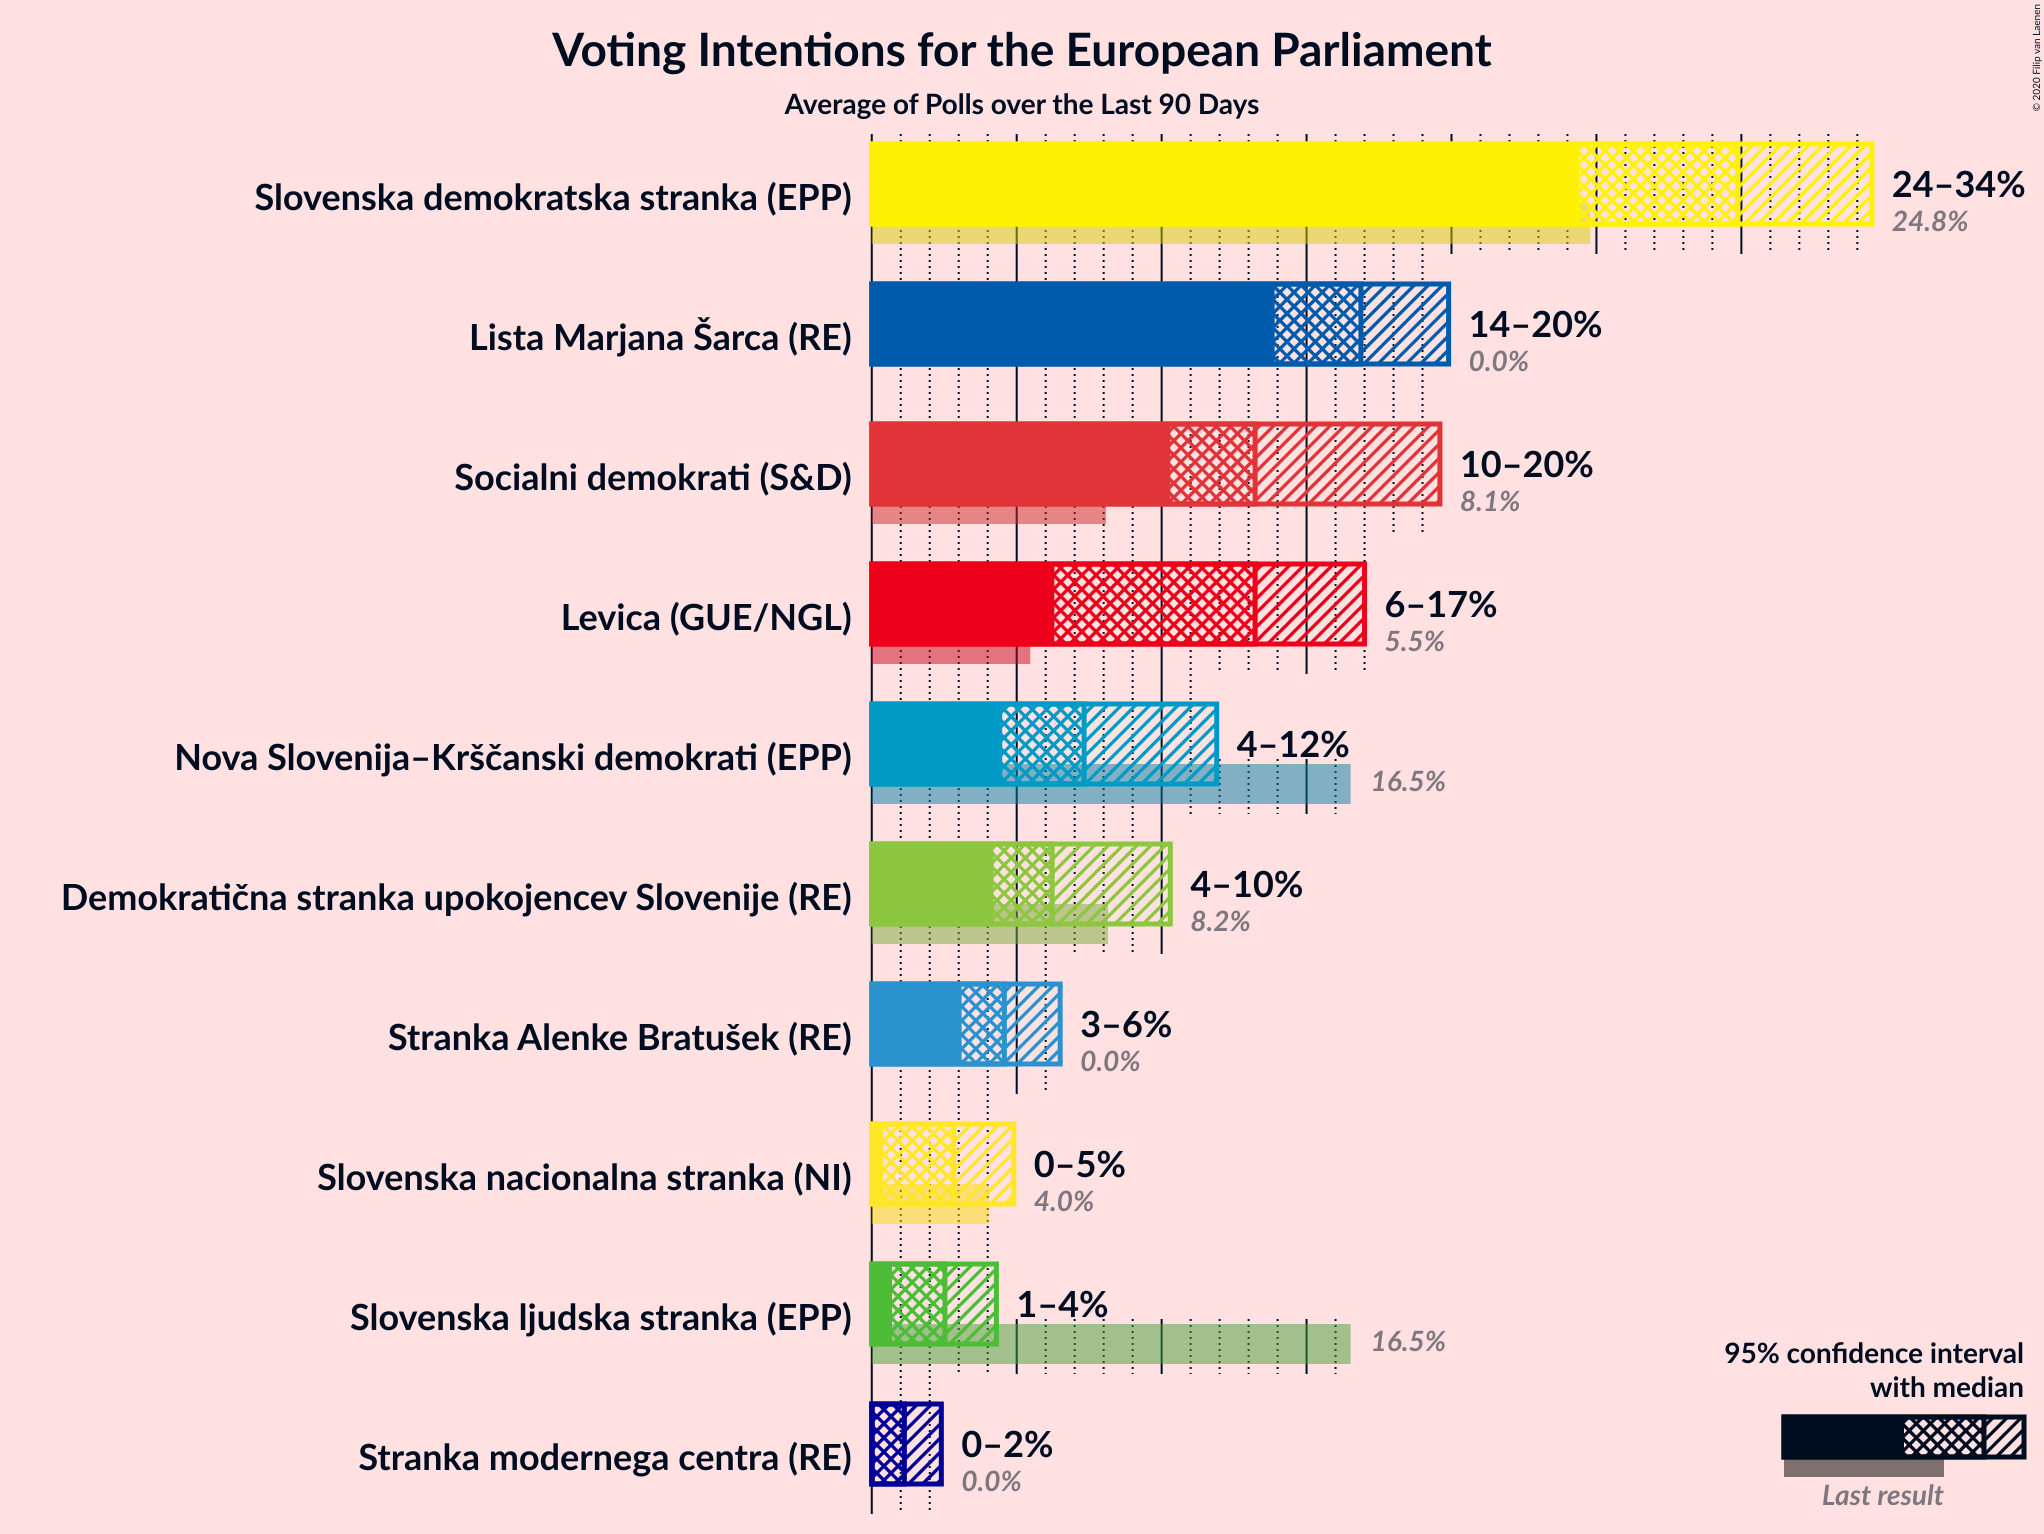 © 2020 Filip van Laenen
Voting Intentions for the European Parliament
Average of Polls over the Last 90 Days
Slovenska demokratska stranka (EPP)
24–34%
24.8%
Lista Marjana Šarca (RE)
14–20%
0.0%
Socialni demokrati (S&D)
10–20%
8.1%
Levica (GUE/NGL)
6–17%
5.5%
Nova Slovenija–Krščanski demokrati (EPP)
4–12%
16.5%
Demokratična stranka upokojencev Slovenije (RE)
4–10%
8.2%
Stranka Alenke Bratušek (RE)
3–6%
0.0%
Slovenska nacionalna stranka (NI)
0–5%
4.0%
Slovenska ljudska stranka (EPP)
1–4%
16.5%
Stranka modernega centra (RE)
0–2%
0.0%
95% confidence interval
with median
Last result